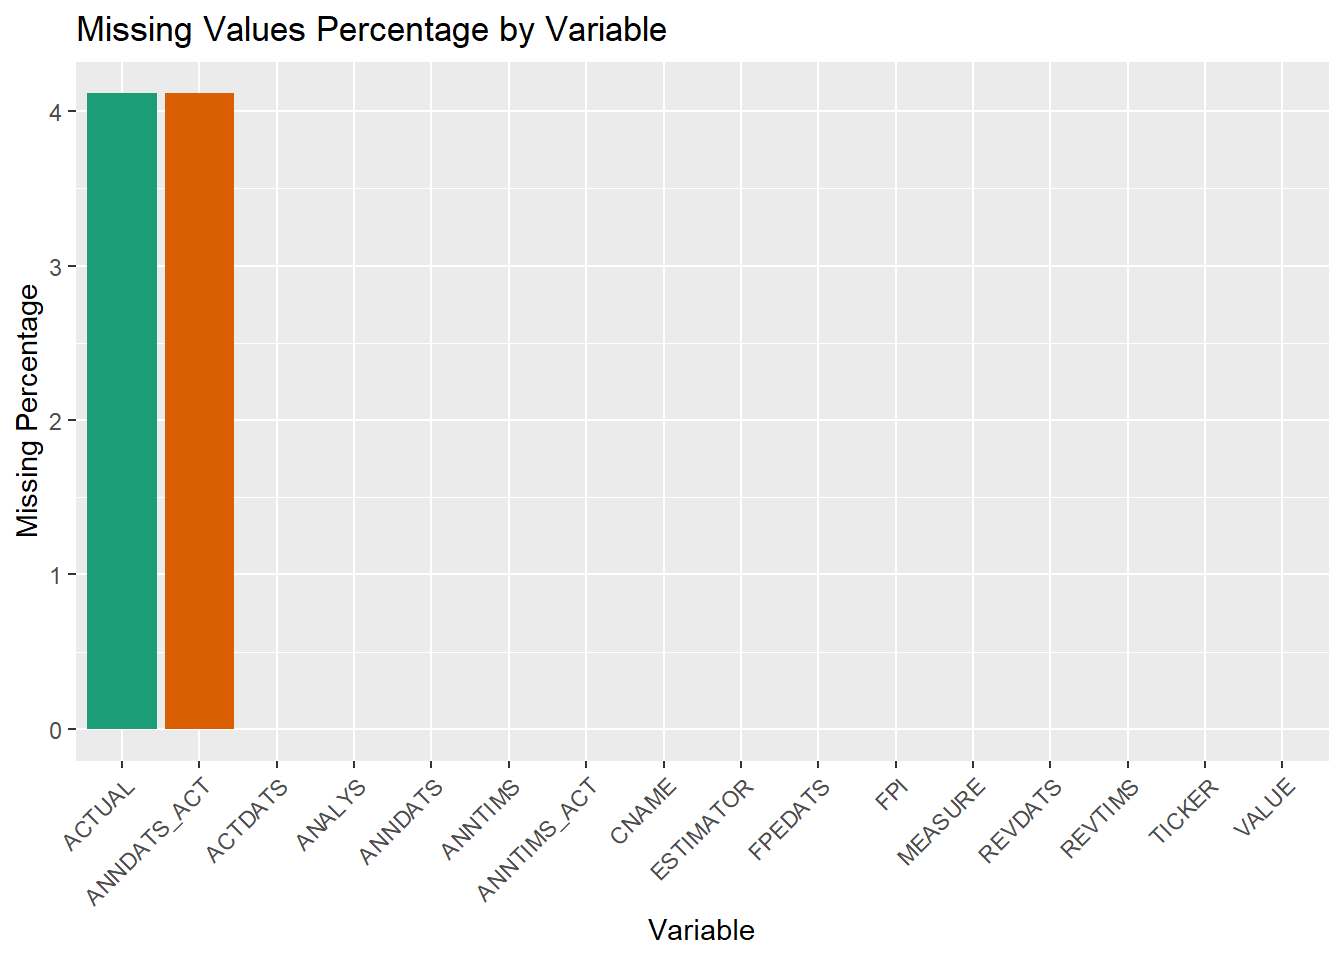 Missing Values Percentage by Variable
Missing Percentage
4
3
2
1
0
ACTUAL
ANNDATS_ACT
ACTDATS
ANALYS
ANNDATS
ANNTIMS
ANNTIMS_ACT
CNAME
ESTIMATOR
FPEDATS
FPI
MEASURE
REVDATS
REVTIMS
TICKER
VALUE
Variable